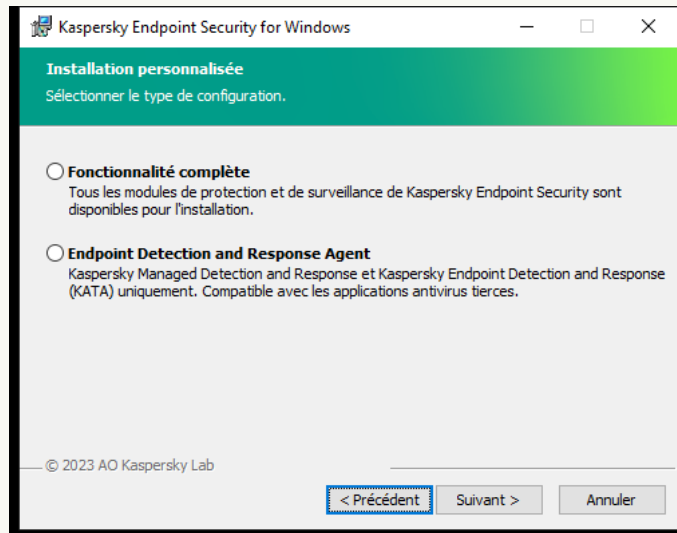 Kaspersky Endpoint Security for Windows
Installation personnalisée
Sélectionner le type de configuration.
Fonctionnalité complète
Tous les modules de protection et de surveillance de Kaspersky Endpoint Security sont
disponibles pour l'installation.
Endpoint Detection and Response Agent
Kaspersky Managed Detection and Response et Kaspersky Endpoint Detection and Response
(KATA) uniquement. Compatible avec les applications antivirus tierces.
© 2023 AO Kaspersky Lab
< Précédent Suivant > Annuler